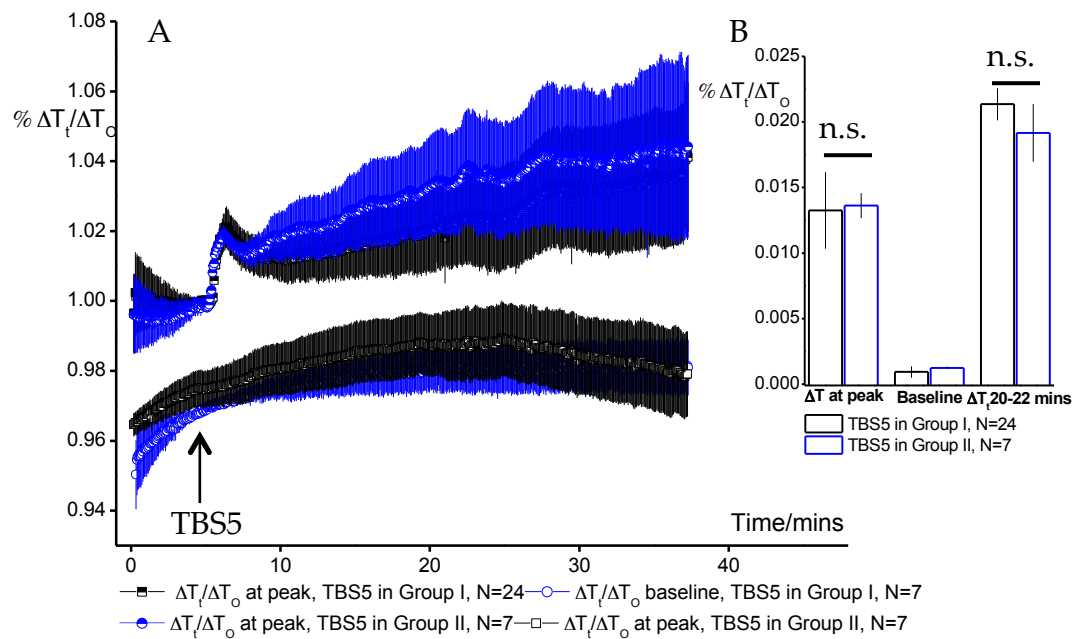 A
% ΔTt/ΔTO
1.08
1.06
1.04
1.02
1.00
0.98
0.96
0.94
TBS5
Time/mins
0 10 20 30 40
ΔTt/ΔTO at peak, TBS5 in Group I, N=24 ΔTt/ΔTO baseline, TBS5 in Group I, N=7
ΔTt/ΔTO at peak, TBS5 in Group II, N=7 ΔTt/ΔTO at peak, TBS5 in Group I, N=7
B
% ΔTt/ΔTO
0.025
0.020
0.015
0.010
0.005
0.000
n.s.
n.s.
ΔT at peak Baseline ΔTt20-22 mins
TBS5 in Group I, N=24
TBS5 in Group II, N=7